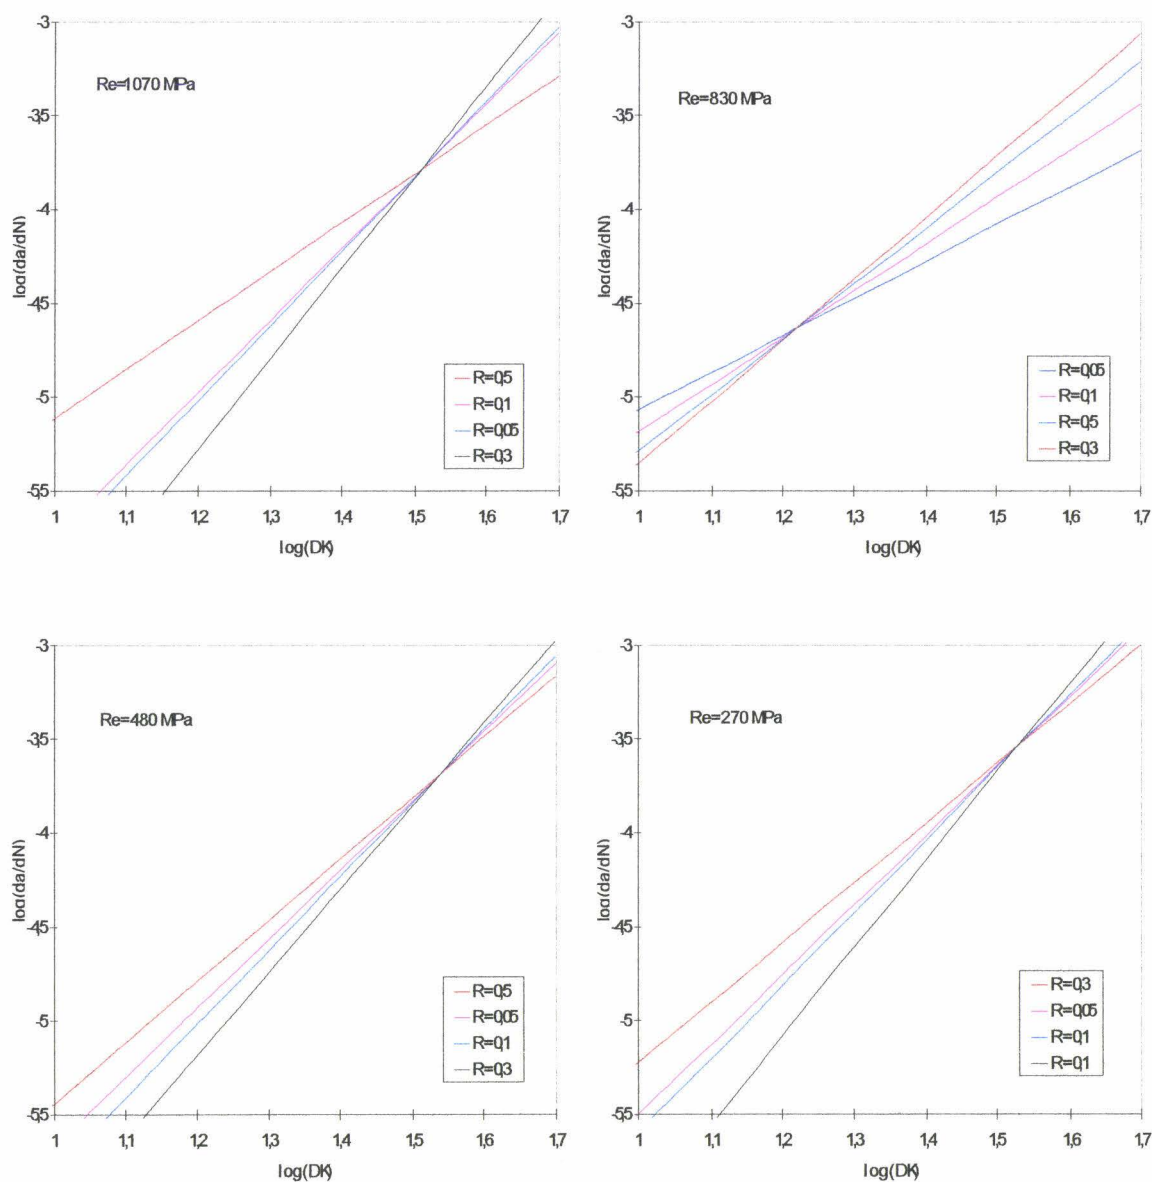 -3
-3,5
-4
-4,5
-5
-5,5
log(da/dN)
Re=1070 MPa
R=0,5
R=0,1
R=0,05
R=0,3
1 1,1 1,2 1,3 1,4 1,5 1,6 1,7
log(DK)
-3
-3,5
-4
-4,5
-5
-5,5
log(da/dN)
Re=830 MPa
R=0,05
R=0,1
R=0,5
R=0,3
1 1,1 1,2 1,3 1,4 1,5 1,6 1,7
log(DK)
-3
-3,5
-4
-4,5
-5
-5,5
log(da/dN)
Re=480 MPa
R=0,5
R=0,05
R=0,1
R=0,3
1 1,1 1,2 1,3 1,4 1,5 1,6 1,7
log(DK)
-3
-3,5
-4
-4,5
-5
-5,5
log(da/dN)
Re=270 MPa
R=0,3
R=0,05
R=0,1
R=0,1
1 1,1 1,2 1,3 1,4 1,5 1,6 1,7
log(DK)